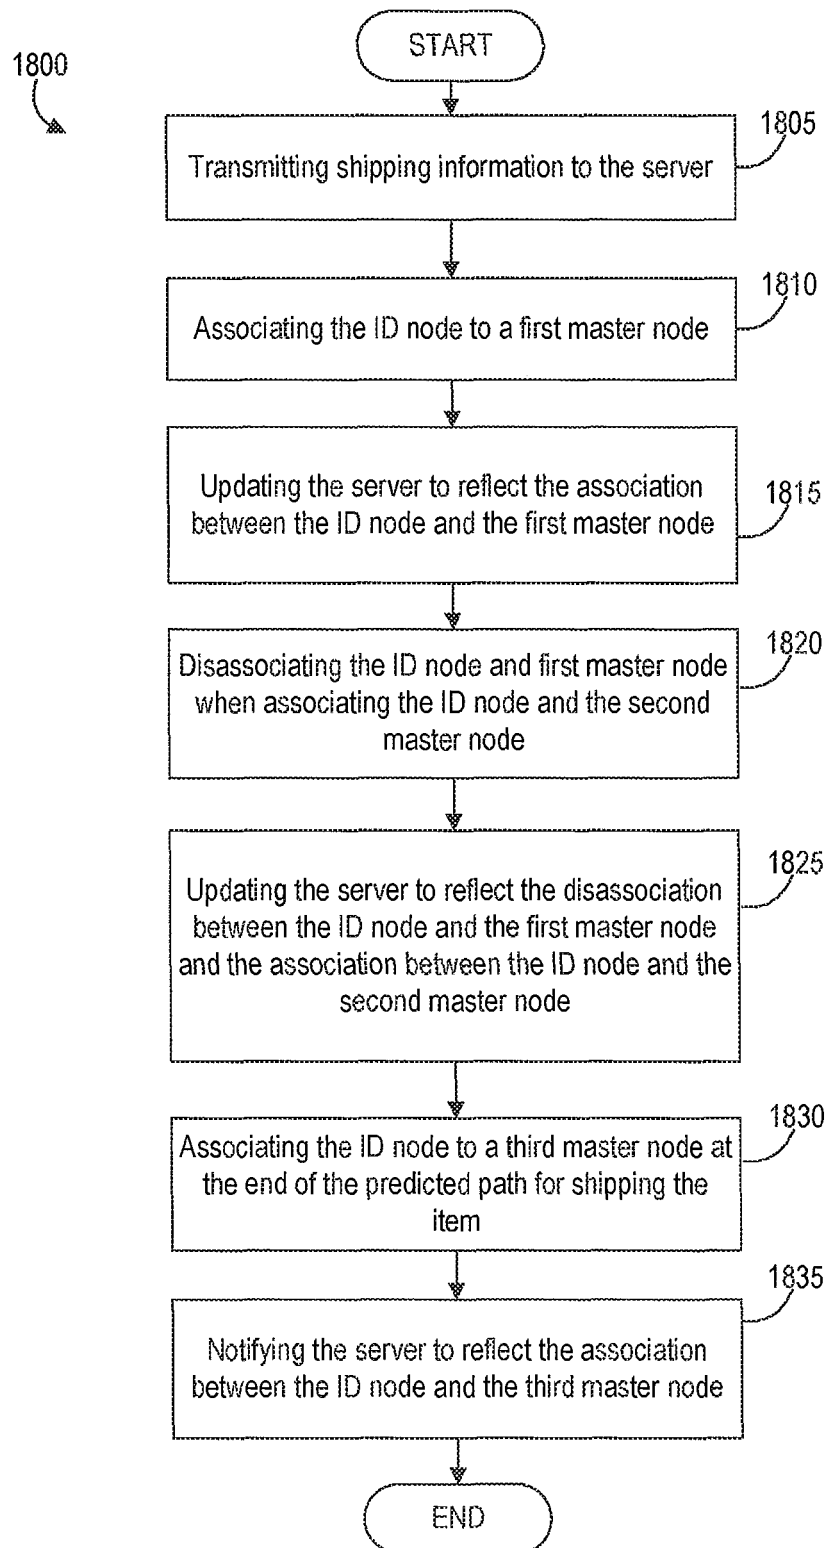 START
1800
1805
Transmitting shipping information to the server
1810
Associating the ID node to a first master node
1815
Updating the server to reflect the association
between the ID node and the first master node
1820
Disassociating the ID node and first master node
when associating the ID node and the second
master node
1825
Updating the server to reflect the disassociation
between the ID node and the first master node
and the association between the ID node and the
second master node
1830
Associating the ID node to a third master node at
the end of the predicted path for shipping the
item
1835
Notifying the server to reflect the association
between the ID node and the third master node
END